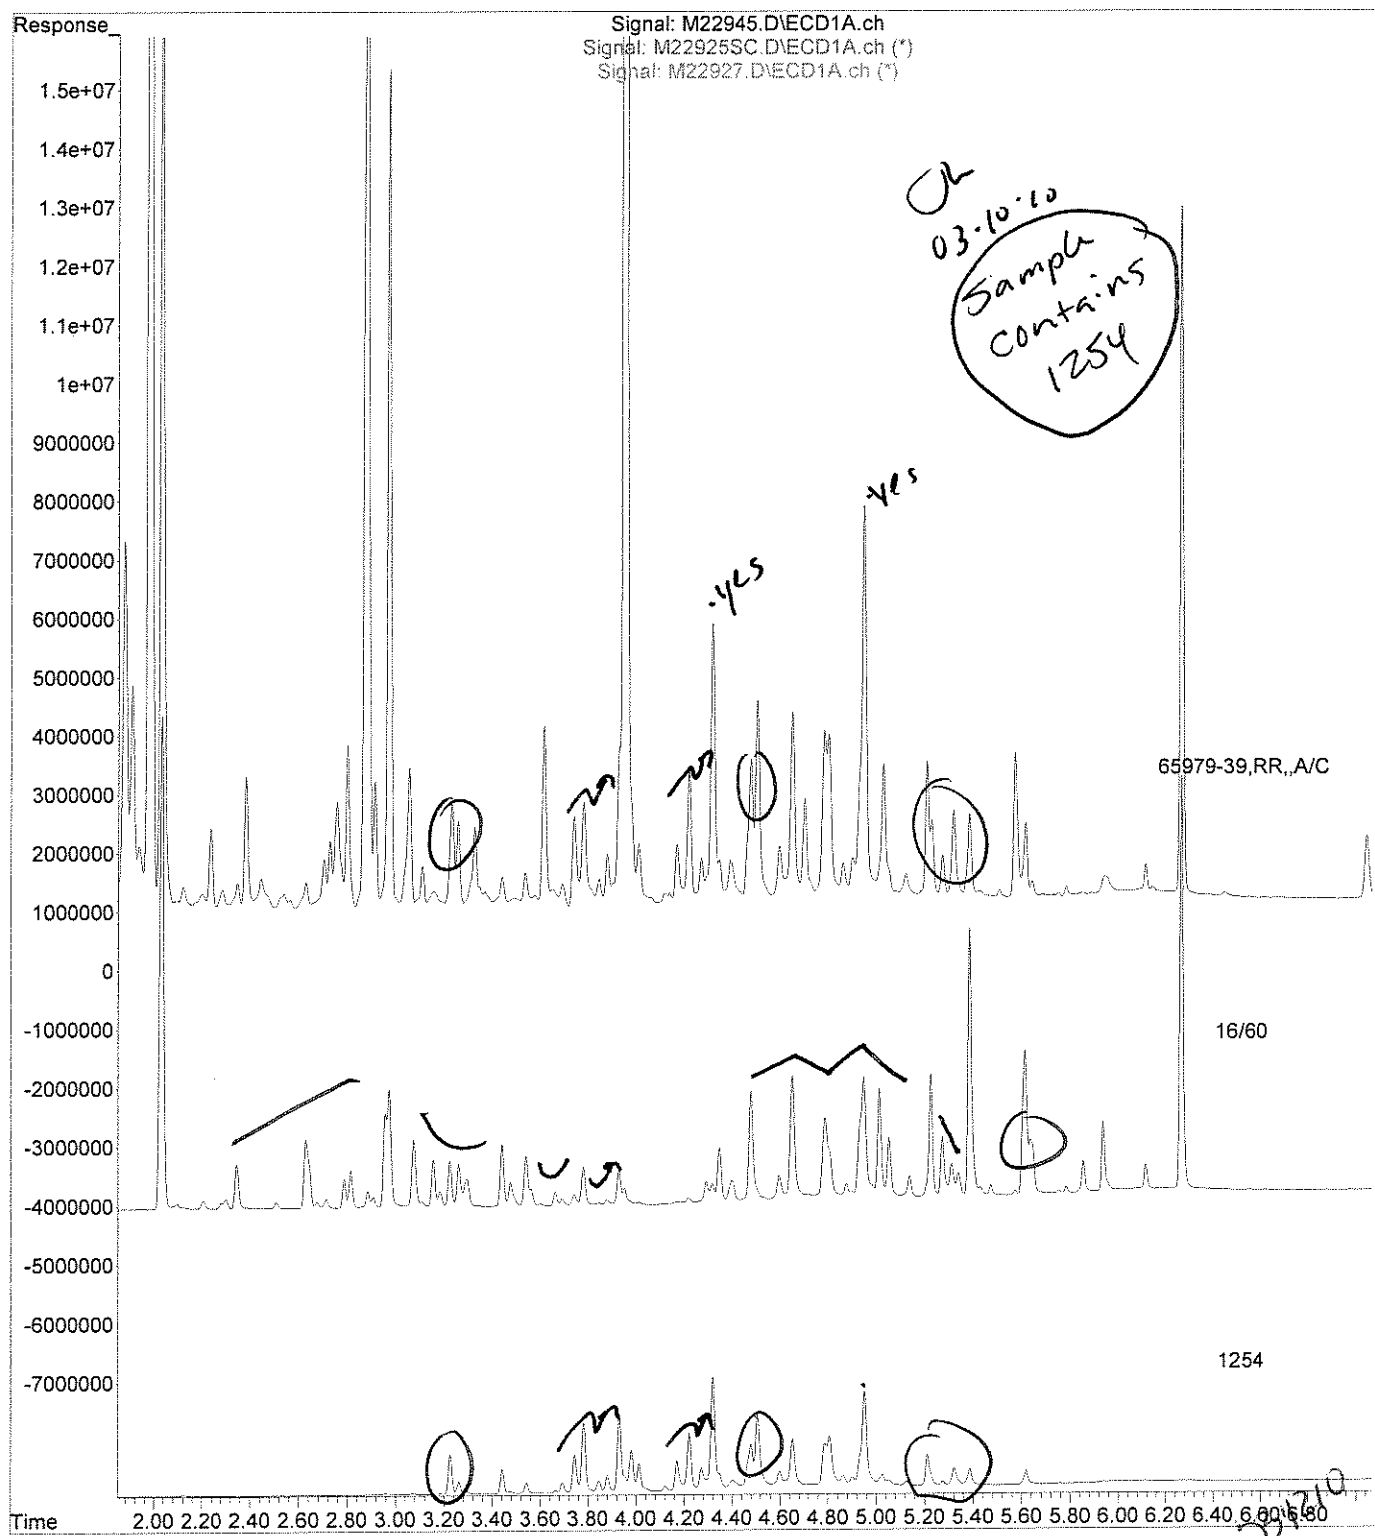 Response_
Signal: M22945.D\ECD1A.ch
Signal: M22925SC.D\ECD1A.ch (*)
Signal: M22927.D\ECD1A.ch (*)
1.5e+07
1.4e+07
1.3e+07
03-10-10
1.2e+07
Sample
contains
1254
1.1e+07
1e+07
9000000
8000000
yes
7000000
yes
6000000
5000000
4000000
65979-39,RR,,A/C
3000000
2000000
1000000
0
-1000000
16/60
-2000000
-3000000
-4000000
-5000000
-6000000
1254
-7000000
Time
2.00 2.20 2.40 2.60 2.80 3.00 3.20 3.40 3.60 3.80 4.00 4.20 4.40 4.60 4.80 5.00 5.20 5.40 5.60 5.80 6.00 6.20 6.40 6.60 6.80